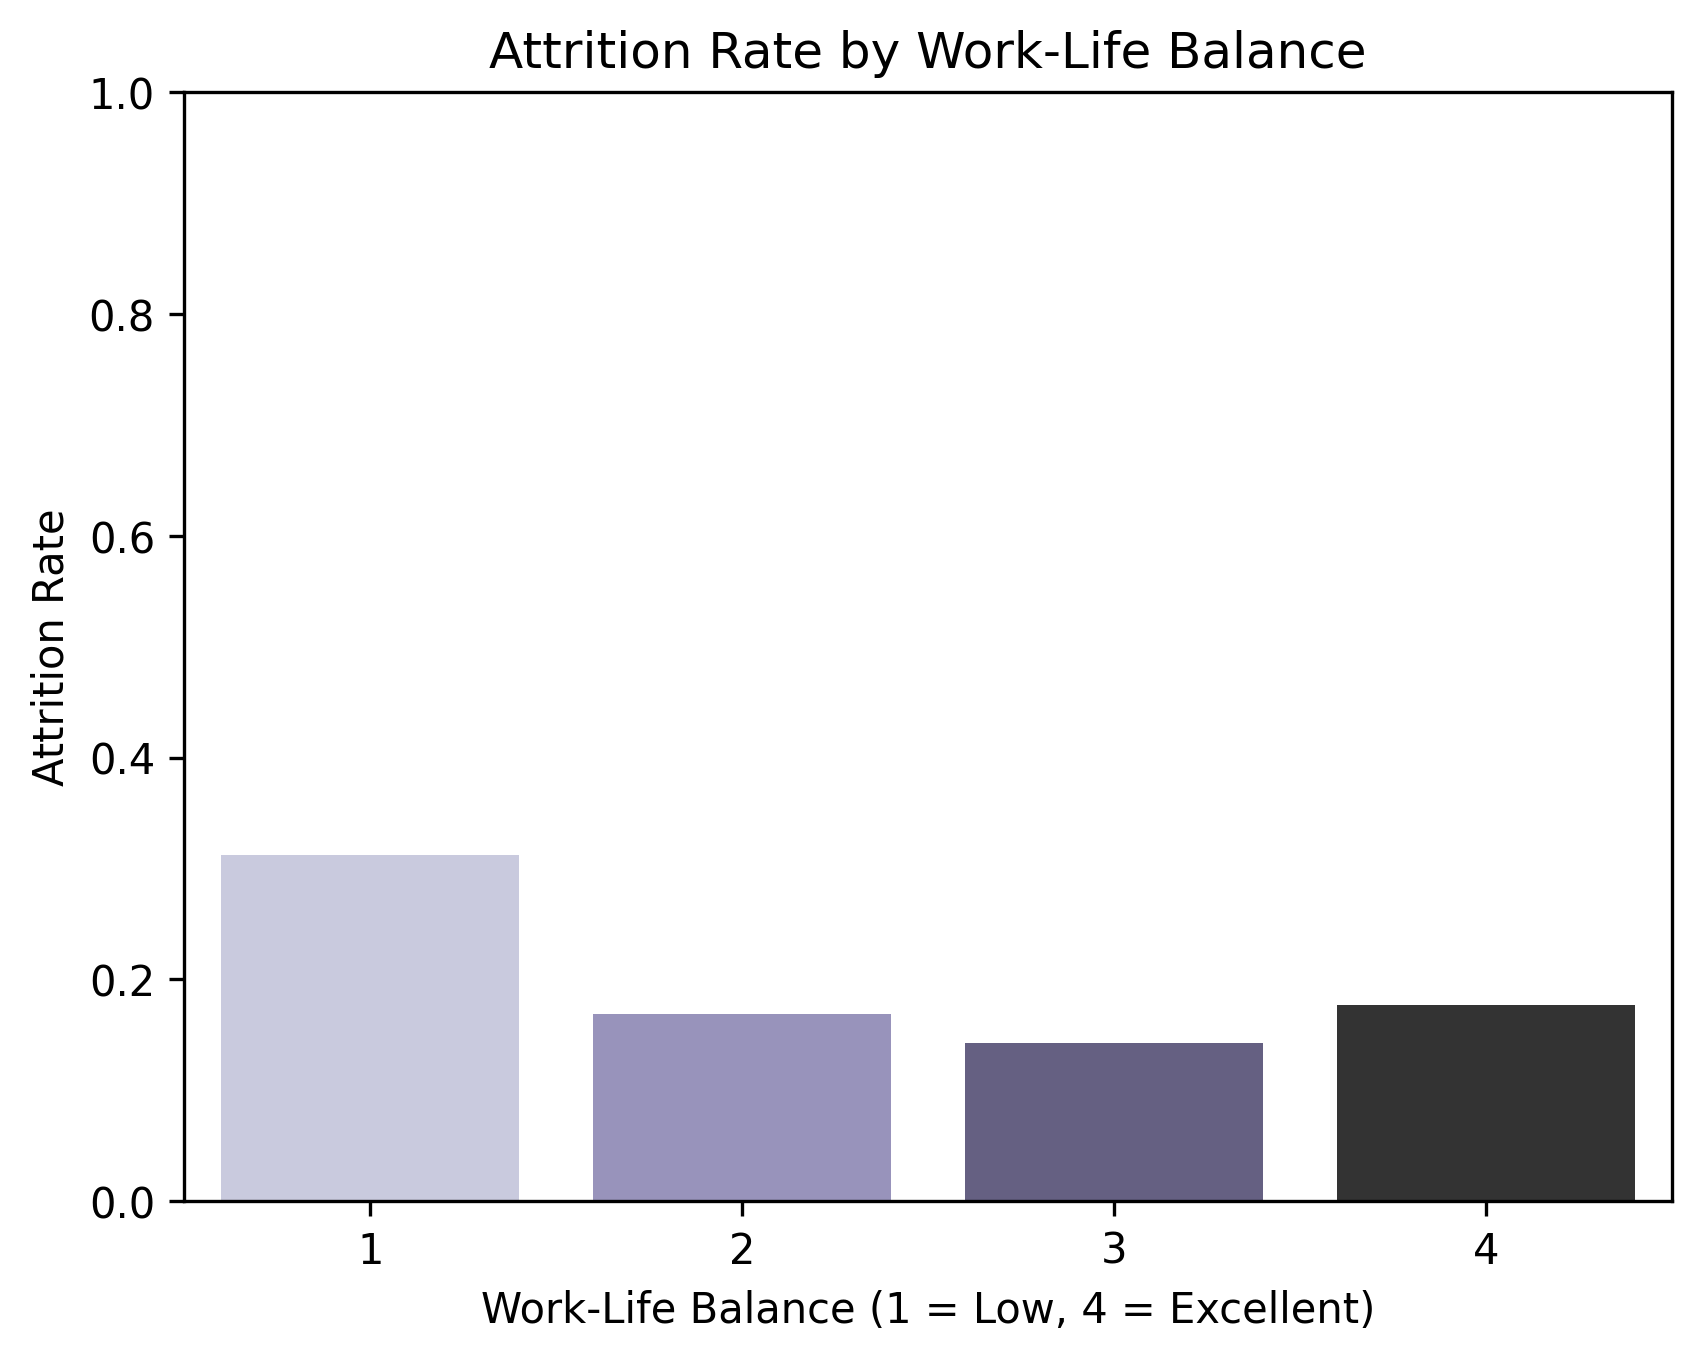 Attrition Rate by Work-Life Balance
1.0
0.8
0.6
0.4
0.2
0.0
Attrition Rate
1 2 3 4
Work-Life Balance (1 = Low, 4 = Excellent)